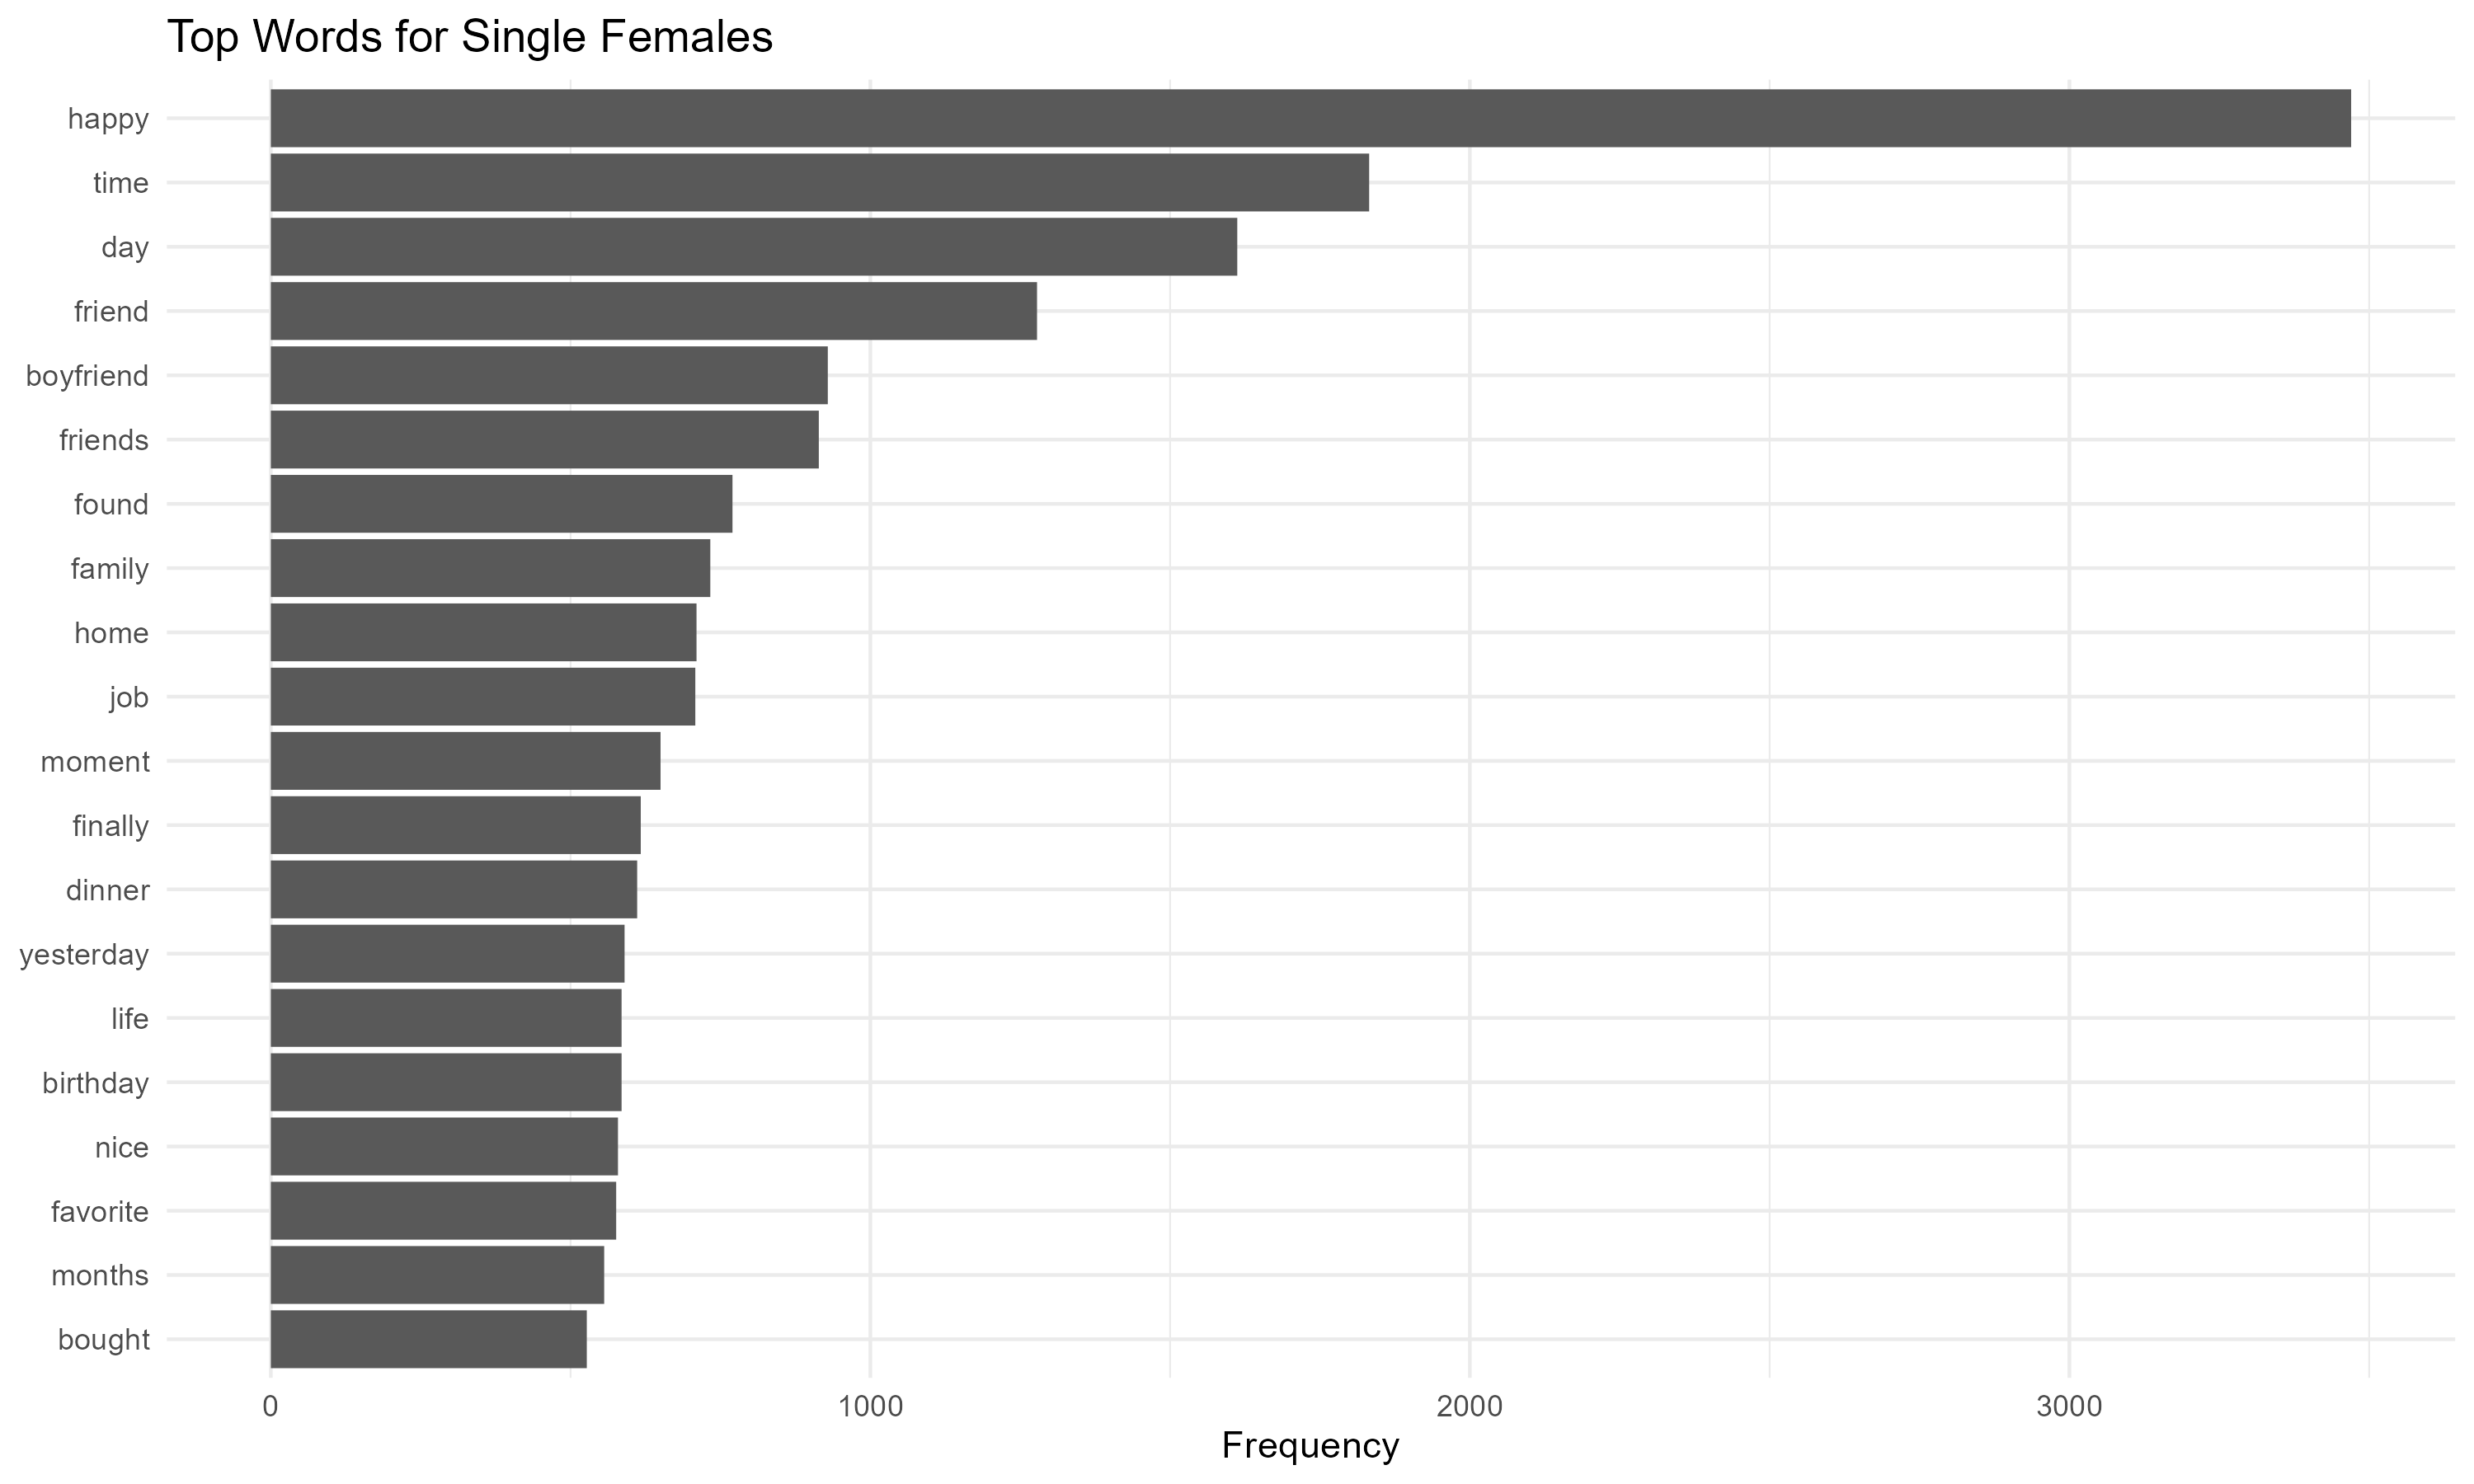 Top Words for Single Females
happy
time
day
friend
boyfriend
friends
found
family
home
job
moment
finally
dinner
yesterday
life
birthday
nice
favorite
months
bought
0 1000 2000 3000
Frequency